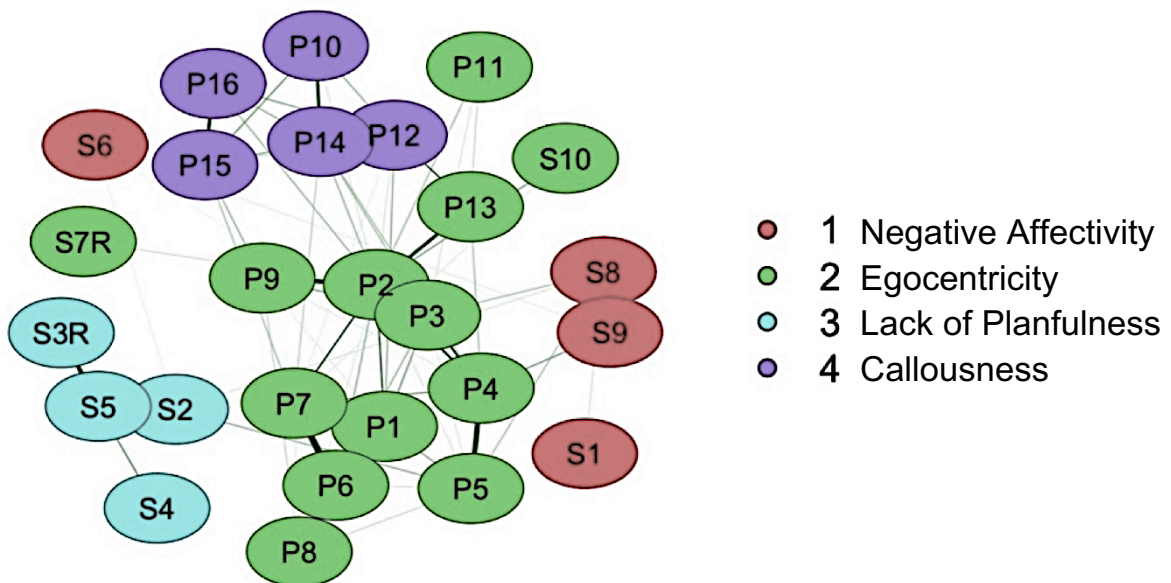 P10
P11
P16
P14
P12
S6
P15
S10
P13
S7R
P9
P2
S8
P3
S3R
S9
P4
S5
S2
P7
P1
S1
P6
P5
S4
P8
1 Negative Affectivity
2 Egocentricity
3 Lack of Planfulness
4 Callousness